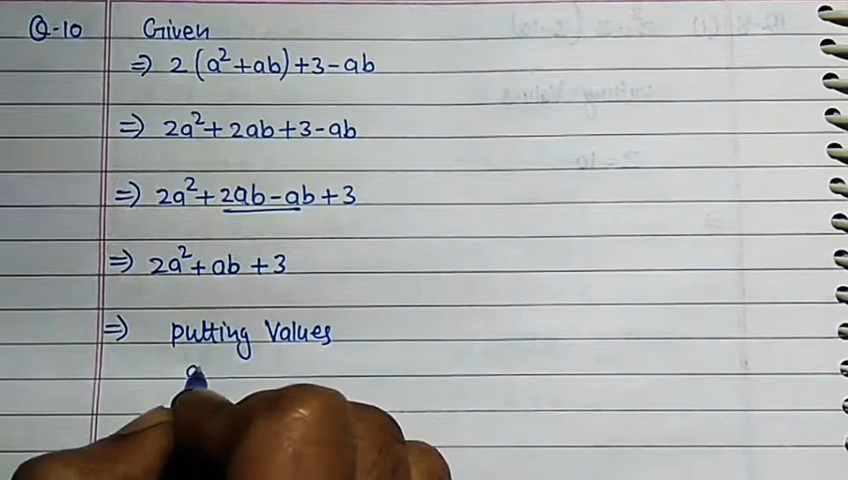 Q-10 Given
⇒ 2(a²+ab)+3-ab
⇒ 2a²+2ab+3-ab
⇒ 2a²+2ab-ab+3
⇒ 2a²+ab+3
⇒ putting Values